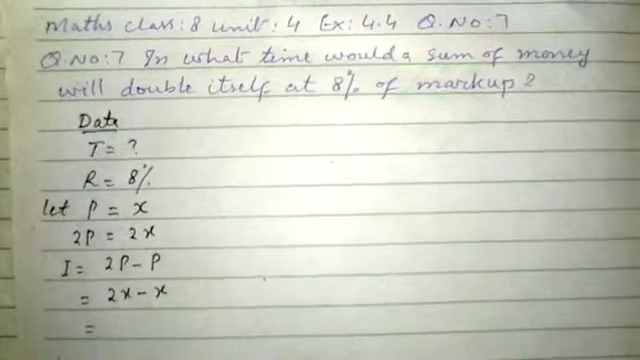 Maths class: 8 unit: 4 Ex: 4.4 Q.No: 7
Q.No: 7 In what time would a sum of money
will double itself at 8% of markup?
Data
T = ?
R = 8%
let P = x
2P = 2x
I = 2P - P
= 2x - x
=